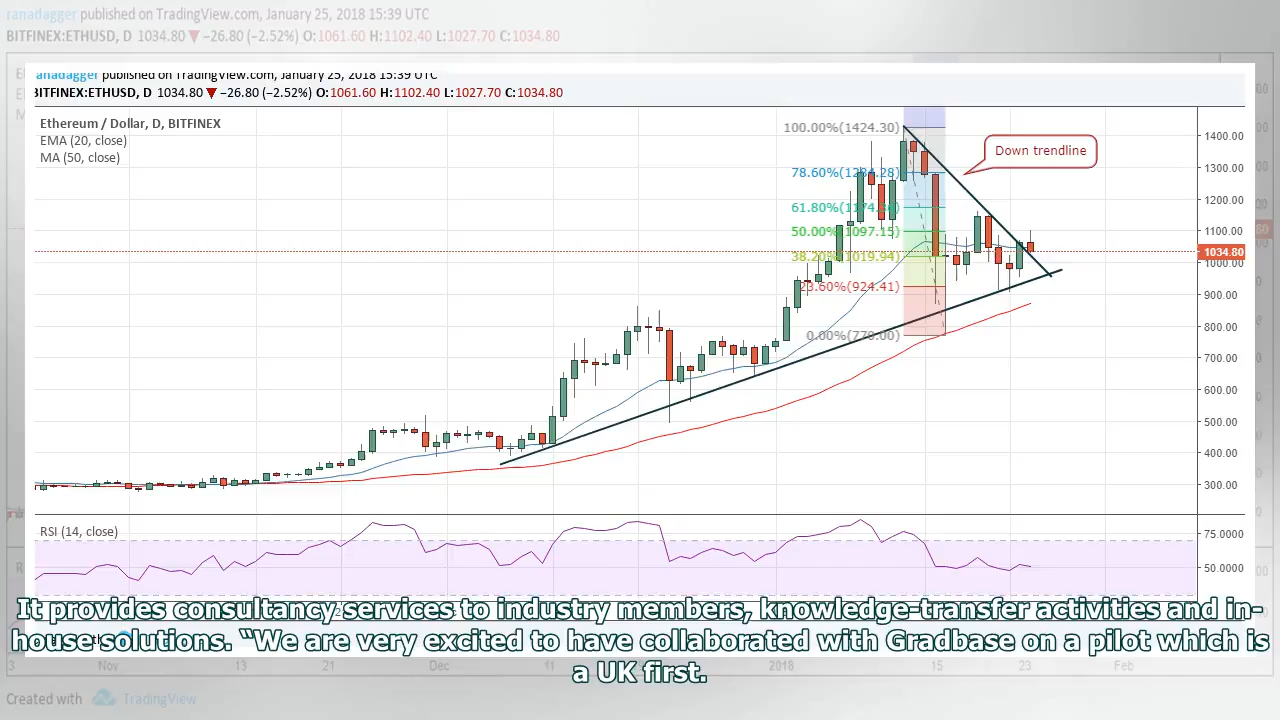 ranadagger published on TradingView.com, January 25, 2018 15:39 UTC
BITFINEX:ETHUSD, D 1034.80 ▼ −26.80 (−2.52%) O:1061.60 H:1102.40 L:1027.70 C:1034.80
anadagger published on TradingView.com, January 25, 2018 15:39 UTC
BITFINEX:ETHUSD, D 1034.80 ▼ −26.80 (−2.52%) O:1061.60 H:1102.40 L:1027.70 C:1034.80
Ethereum / Dollar, D, BITFINEX
EMA (20, close)
MA (50, close)
100.00%(1424.30)
Down trendline
78.60%(1284.28)
61.80%(1174.36)
50.00%(1097.15)
38.20%(1019.94)
23.60%(924.41)
0.00%(770.00)
1400.00
1300.00
1200.00
1100.00
1034.80
1000.00
900.00
800.00
700.00
600.00
500.00
400.00
300.00
RSI (14, close)
75.0000
50.0000
It provides consultancy services to industry members, knowledge-transfer activities and in-
house solutions. “We are very excited to have collaborated with Gradbase on a pilot which is
a UK first.
3 Nov 13 21 Dec 11 2018 15 23 Feb
Created with TradingView